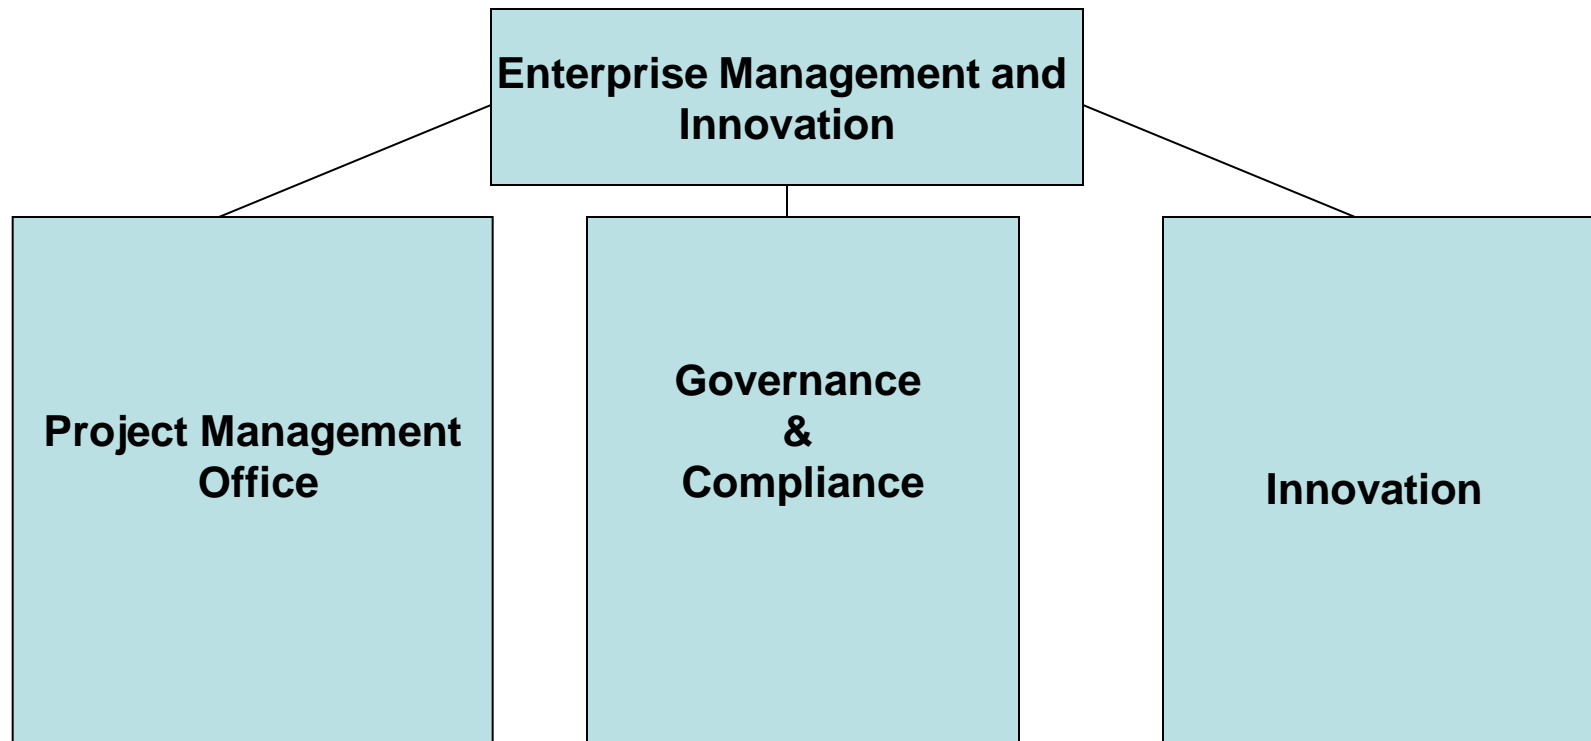 Enterprise Management and
Innovation
Project Management
Office
Governance
&
Compliance
Innovation